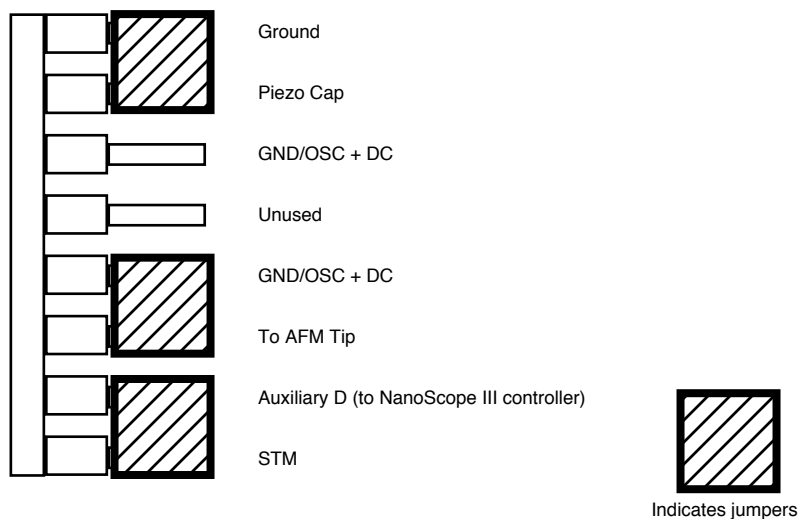 Ground
Piezo Cap
GND/OSC + DC
Unused
GND/OSC + DC
To AFM Tip
Auxiliary D (to NanoScope III controller)
STM
Indicates jumpers